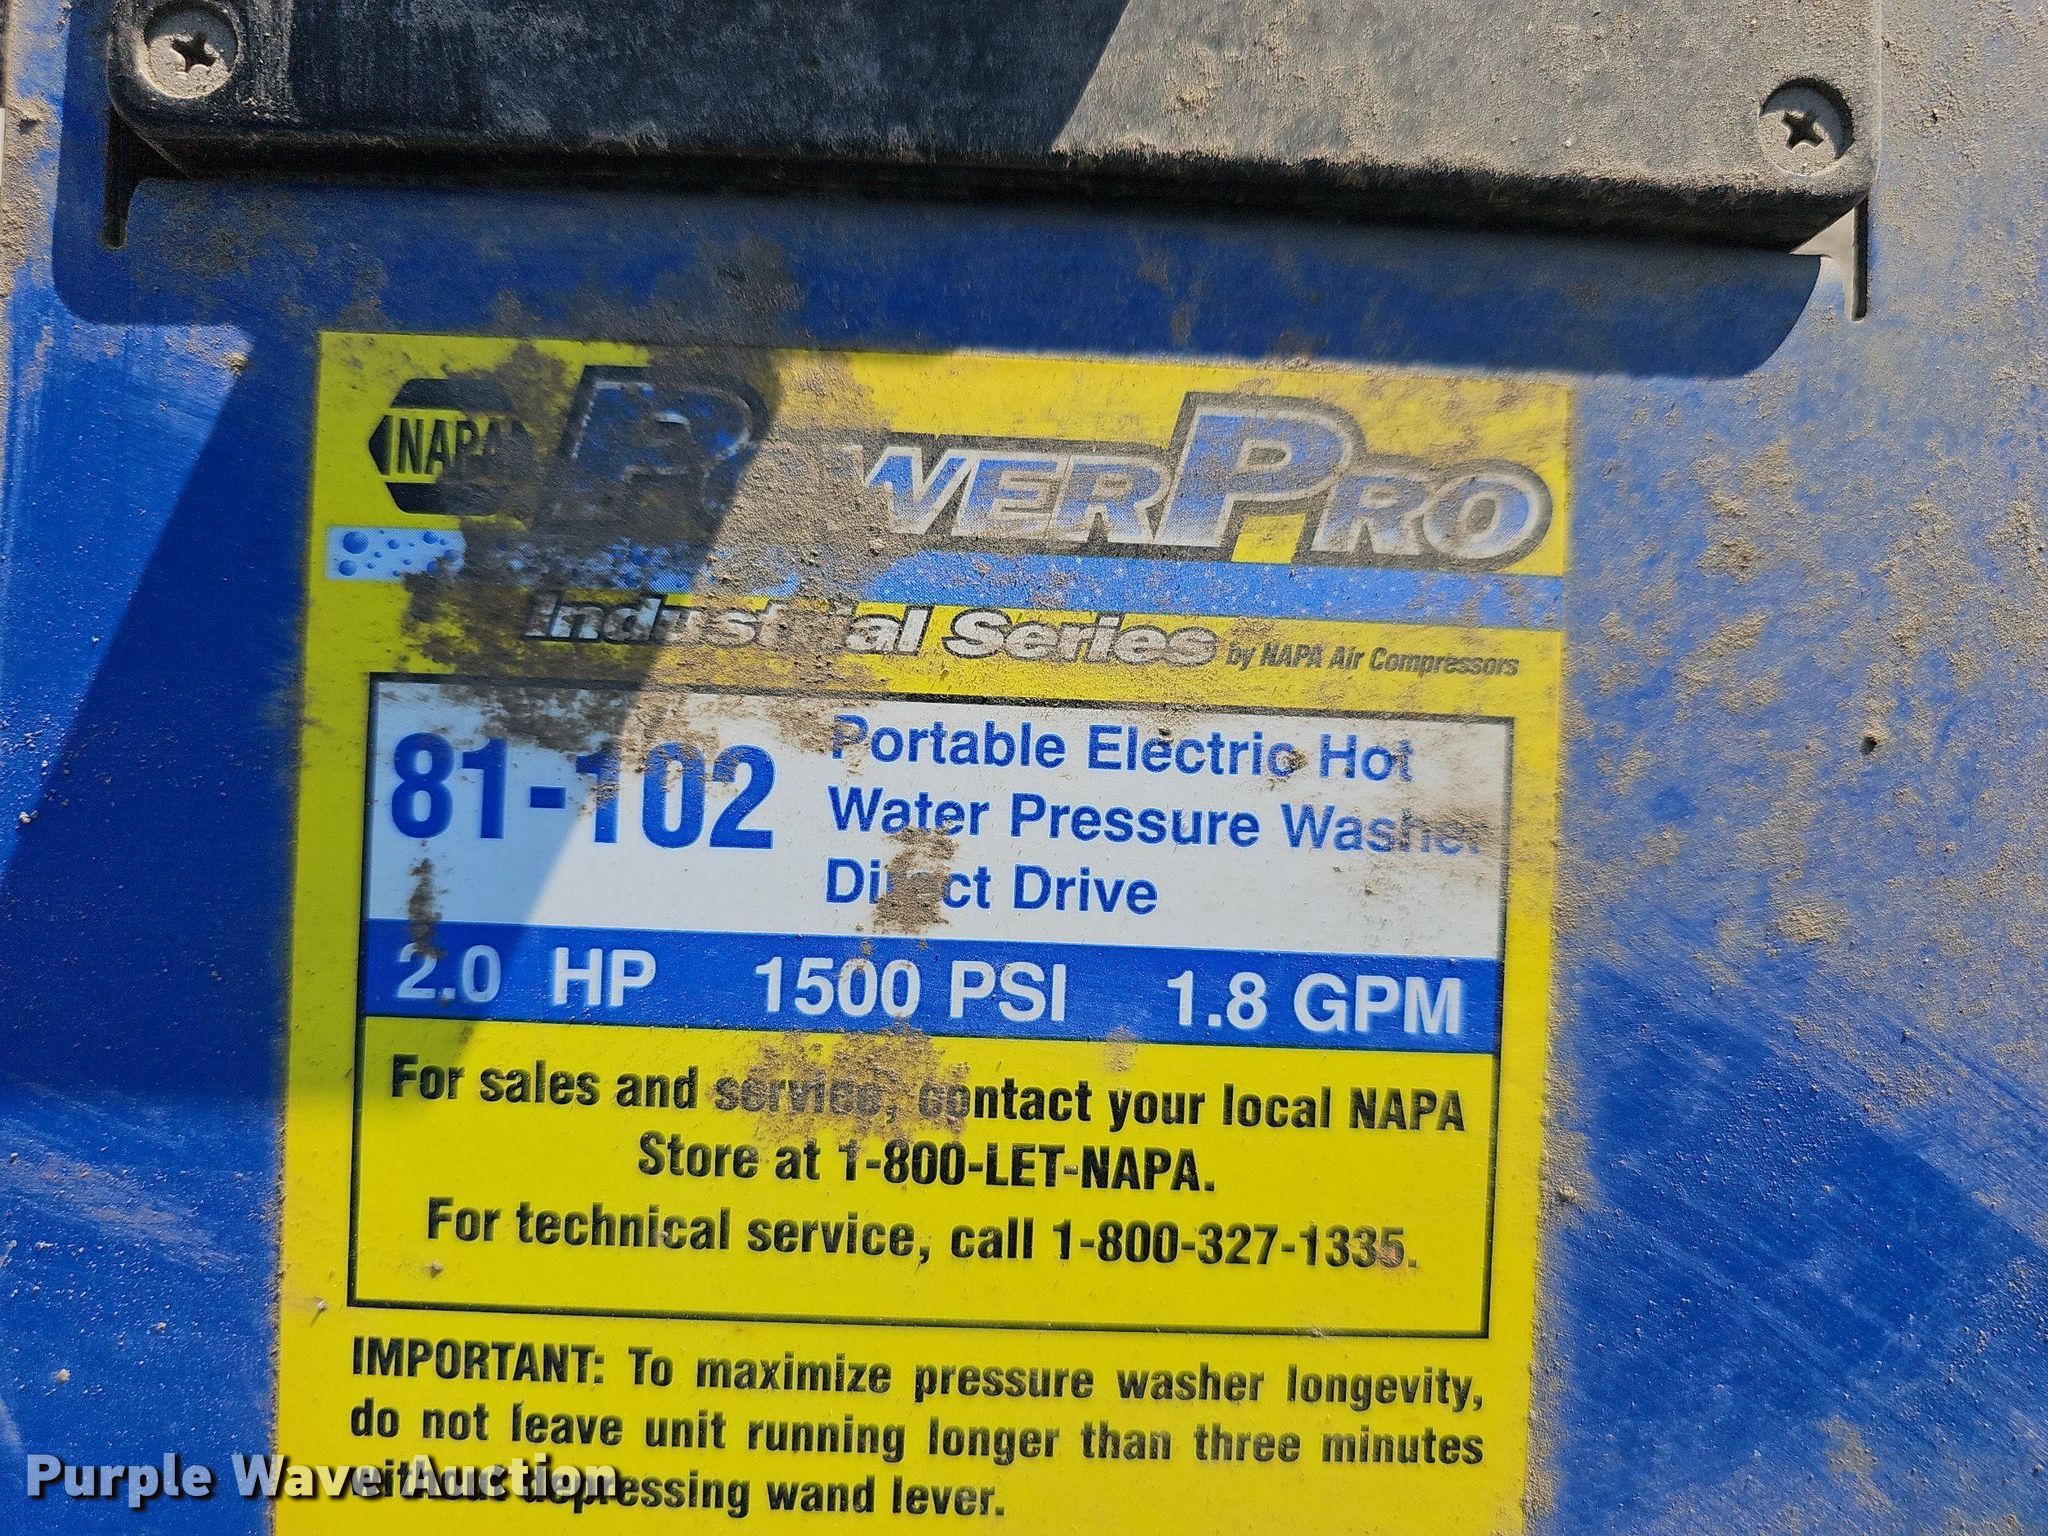 NAPA
PowerPro
Industrial Series by NAPA Air Compressors
81-102
Portable Electric Hot
Water Pressure Washer
Direct Drive
2.0 HP 1500 PSI 1.8 GPM
For sales and service, contact your local NAPA
Store at 1-800-LET-NAPA.
For technical service, call 1-800-327-1335.
IMPORTANT: To maximize pressure washer longevity,
do not leave unit running longer than three minutes
without depressing wand lever.
Purple Wave Auction